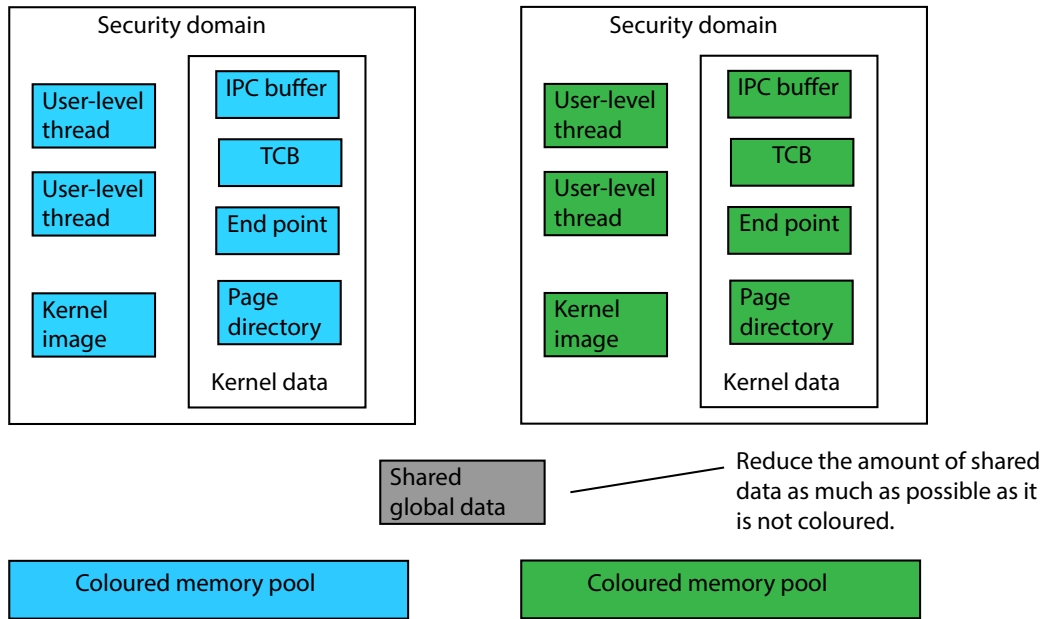 Security domain
User-level
thread
User-level
thread
Kernel
image
IPC buffer
TCB
End point
Page
directory
Kernel data
Security domain
User-level
thread
User-level
thread
Kernel
image
IPC buffer
TCB
End point
Page
directory
Kernel data
Shared
global data
Reduce the amount of shared
data as much as possible as it
is not coloured.
Coloured memory pool
Coloured memory pool